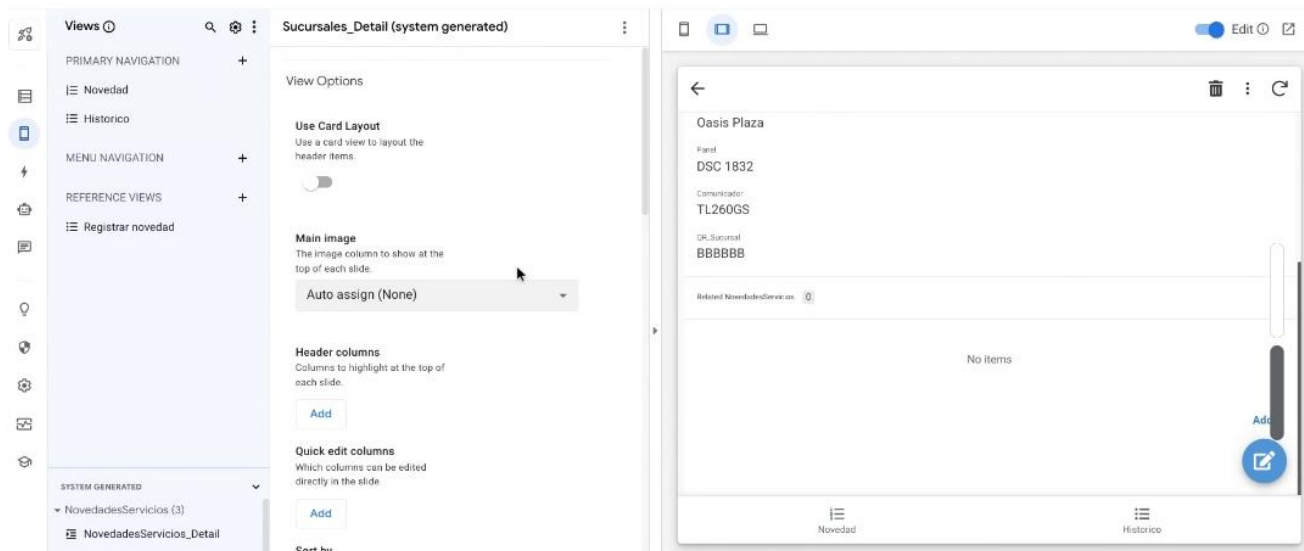 Views
PRIMARY NAVIGATION +
Novedad
Historico
MENU NAVIGATION +
REFERENCE VIEWS +
Registrar novedad
SYSTEM GENERATED
NovedadesServicios (3)
NovedadesServicios_Detail
Sucursales_Detail (system generated)
View Options
Use Card Layout
Use a card view to layout the
header items.
Main image
The image column to show at the
top of each slide.
Auto assign (None)
Header columns
Columns to highlight at the top of
each slide.
Add
Quick edit columns
Which columns can be edited
directly in the slide.
Add
Sort by
Edit
Oasis Plaza
Panel
DSC 1832
Comunicador
TL260GS
QR_Sucursal
BBBBBB
Related NovedadesServicios 0
No items
Add
Novedad
Historico